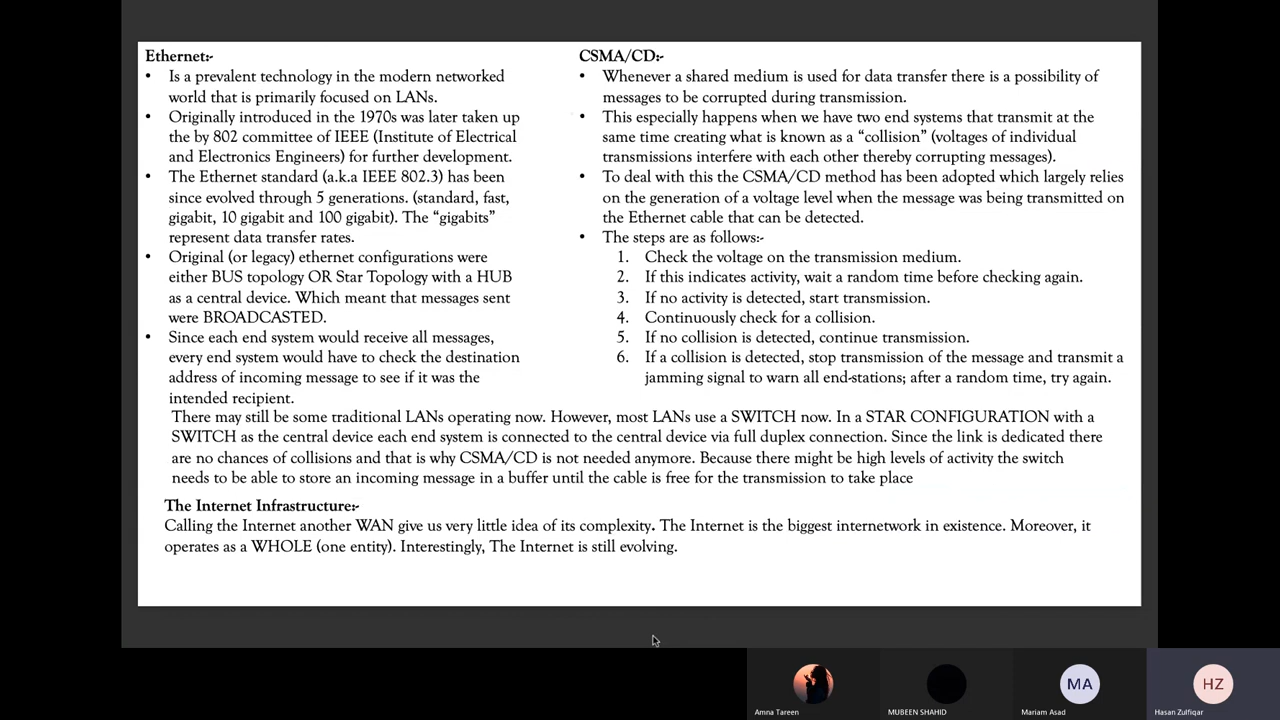 Ethernet:-
• Is a prevalent technology in the modern networked
world that is primarily focused on LANs.
• Originally introduced in the 1970s was later taken up
the by 802 committee of IEEE (Institute of Electrical
and Electronics Engineers) for further development.
• The Ethernet standard (a.k.a IEEE 802.3) has been
since evolved through 5 generations. (standard, fast,
gigabit, 10 gigabit and 100 gigabit). The “gigabits”
represent data transfer rates.
• Original (or legacy) ethernet configurations were
either BUS topology OR Star Topology with a HUB
as a central device. Which meant that messages sent
were BROADCASTED.
• Since each end system would receive all messages,
every end system would have to check the destination
address of incoming message to see if it was the
intended recipient.
CSMA/CD:-
• Whenever a shared medium is used for data transfer there is a possibility of
messages to be corrupted during transmission.
• This especially happens when we have two end systems that transmit at the
same time creating what is known as a “collision” (voltages of individual
transmissions interfere with each other thereby corrupting messages).
• To deal with this the CSMA/CD method has been adopted which largely relies
on the generation of a voltage level when the message was being transmitted on
the Ethernet cable that can be detected.
• The steps are as follows:-
1. Check the voltage on the transmission medium.
2. If this indicates activity, wait a random time before checking again.
3. If no activity is detected, start transmission.
4. Continuously check for a collision.
5. If no collision is detected, continue transmission.
6. If a collision is detected, stop transmission of the message and transmit a
jamming signal to warn all end-stations; after a random time, try again.
There may still be some traditional LANs operating now. However, most LANs use a SWITCH now. In a STAR CONFIGURATION with a
SWITCH as the central device each end system is connected to the central device via full duplex connection. Since the link is dedicated there
are no chances of collisions and that is why CSMA/CD is not needed anymore. Because there might be high levels of activity the switch
needs to be able to store an incoming message in a buffer until the cable is free for the transmission to take place
The Internet Infrastructure:-
Calling the Internet another WAN give us very little idea of its complexity. The Internet is the biggest internetwork in existence. Moreover, it
operates as a WHOLE (one entity). Interestingly, The Internet is still evolving.
MA
HZ
Amna Tareen
MUBEEN SHAHID
Mariam Asad
Hasan Zulfiqar